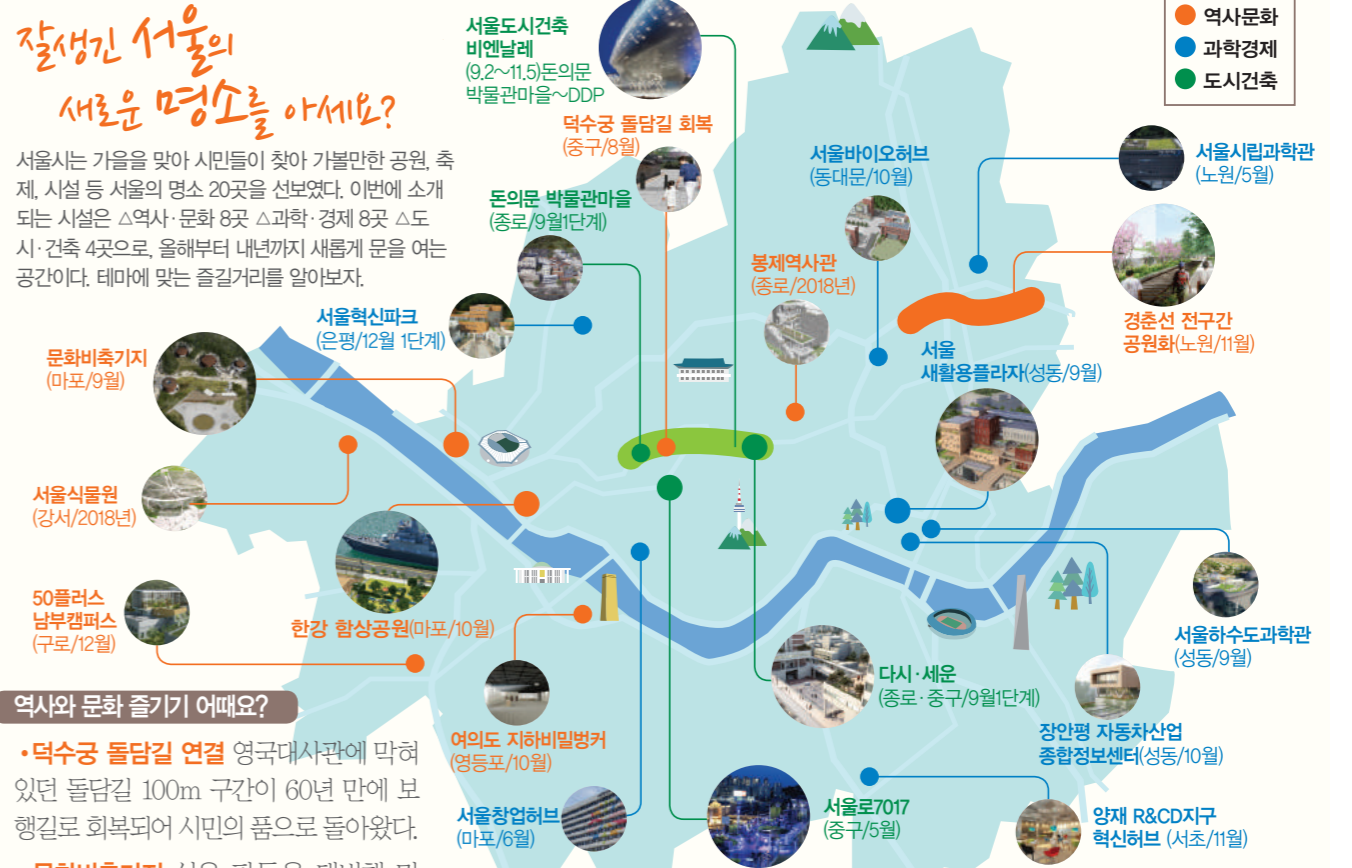 잘생긴 서울의
새로운 명소를 아세요?
서울시는 가을을 맞아 시민들이 찾아 가볼만한 공원, 축
제, 시설 등 서울의 명소 20곳을 선보였다. 이번에 소개
되는 시설은 △역사·문화 8곳 △과학·경제 8곳 △도
시·건축 4곳으로, 올해부터 내년까지 새롭게 문을 여는
공간이다. 테마에 맞는 즐길거리를 알아보자.
역사문화
과학경제
도시건축
서울도시건축
비엔날레
(9.2~11.5)돈의문
박물관마을~DDP
덕수궁 돌담길 회복
(중구/8월)
돈의문 박물관마을
(종로/9월1단계)
서울바이오허브
(동대문/10월)
서울시립과학관
(노원/5월)
봉제역사관
(종로/2018년)
경춘선 전구간
공원화(노원/11월)
서울혁신파크
(은평/12월 1단계)
문화비축기지
(마포/9월)
서울
새활용플라자(성동/9월)
서울식물원
(강서/2018년)
50플러스
남부캠퍼스
(구로/12월)
한강 함상공원(마포/10월)
서울하수도과학관
(성동/9월)
다시·세운
(종로·중구/9월1단계)
장안평 자동차산업
종합정보센터(성동/10월)
여의도 지하비밀벙커
(영등포/10월)
서울창업허브
(마포/6월)
서울로7017
(중구/5월)
양재 R&CD지구
혁신허브 (서초/11월)
역사와 문화 즐기기 어때요?
•덕수궁 돌담길 연결 영국대사관에 막혀
있던 돌담길 100m 구간이 60년 만에 보
행길로 회복되어 시민의 품으로 돌아왔다.